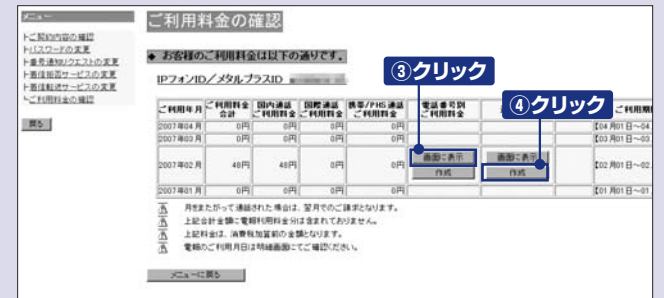 メニュー
ご契約内容の確認
パスワードの変更
番号通知リクエストの変更
着信拒否サービスの変更
着信転送サービスの変更
ご利用料金の確認
戻る
ご利用料金の確認
◆ お客様のご利用料金は以下の通りです。
IPフォンID/メタルプラスID
③クリック
④クリック
ご利用年月 ご利用料金合計 国内通話ご利用料金 国際通話ご利用料金 携帯/PHS通話ご利用料金 電話番号別ご利用料金 ご利用期
2007年04月 0円 0円 0円 0円 【04月01日～04.
2007年03月 0円 0円 0円 0円 【03月01日～03.
2007年02月 48円 48円 0円 0円 画面に表示 作成 画面に表示 作成 【02月01日～02.
2007年01月 0円 0円 0円 0円 【01月01日～01.
月をまたがって通話された場合は、翌月でのご請求となります。
上記合計金額に電報利用料金分は含まれておりません。
上記料金は、消費税加算前の金額となります。
電報のご利用月日は明細画面にてご確認ください。
メニューに戻る